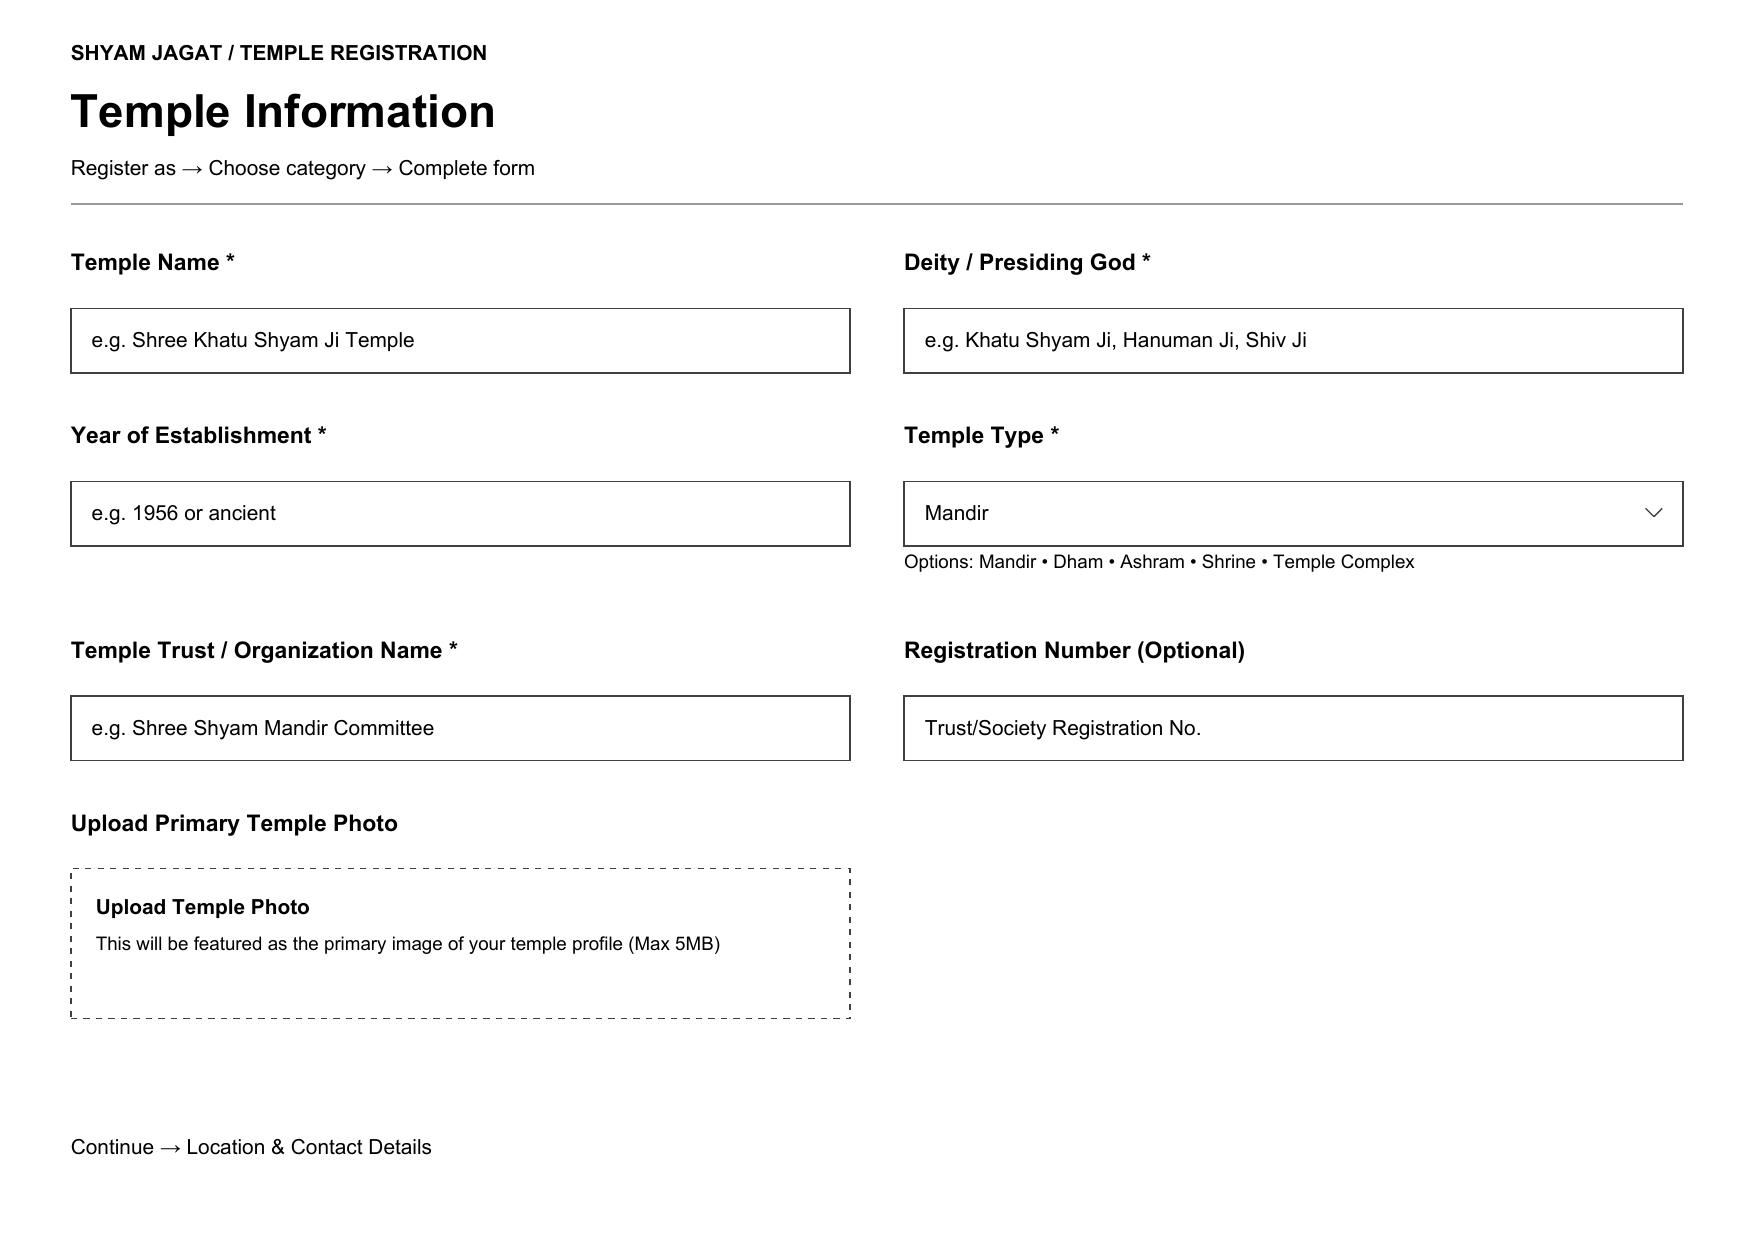 SHYAM JAGAT / TEMPLE REGISTRATION
Temple Information
Register as → Choose category → Complete form
Temple Name *
Deity / Presiding God *
e.g. Shree Khatu Shyam Ji Temple
e.g. Khatu Shyam Ji, Hanuman Ji, Shiv Ji
Year of Establishment *
Temple Type *
e.g. 1956 or ancient
Mandir
Options: Mandir • Dham • Ashram • Shrine • Temple Complex
Temple Trust / Organization Name *
Registration Number (Optional)
e.g. Shree Shyam Mandir Committee
Trust/Society Registration No.
Upload Primary Temple Photo
Upload Temple Photo
This will be featured as the primary image of your temple profile (Max 5MB)
Continue → Location & Contact Details